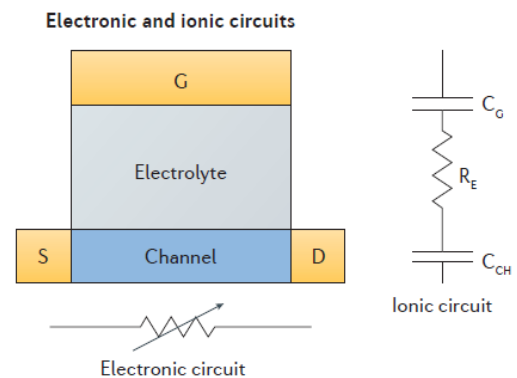 Electronic and ionic circuits
G
Electrolyte
S
Channel
D
Electronic circuit
C_G
R_E
C_CH
Ionic circuit